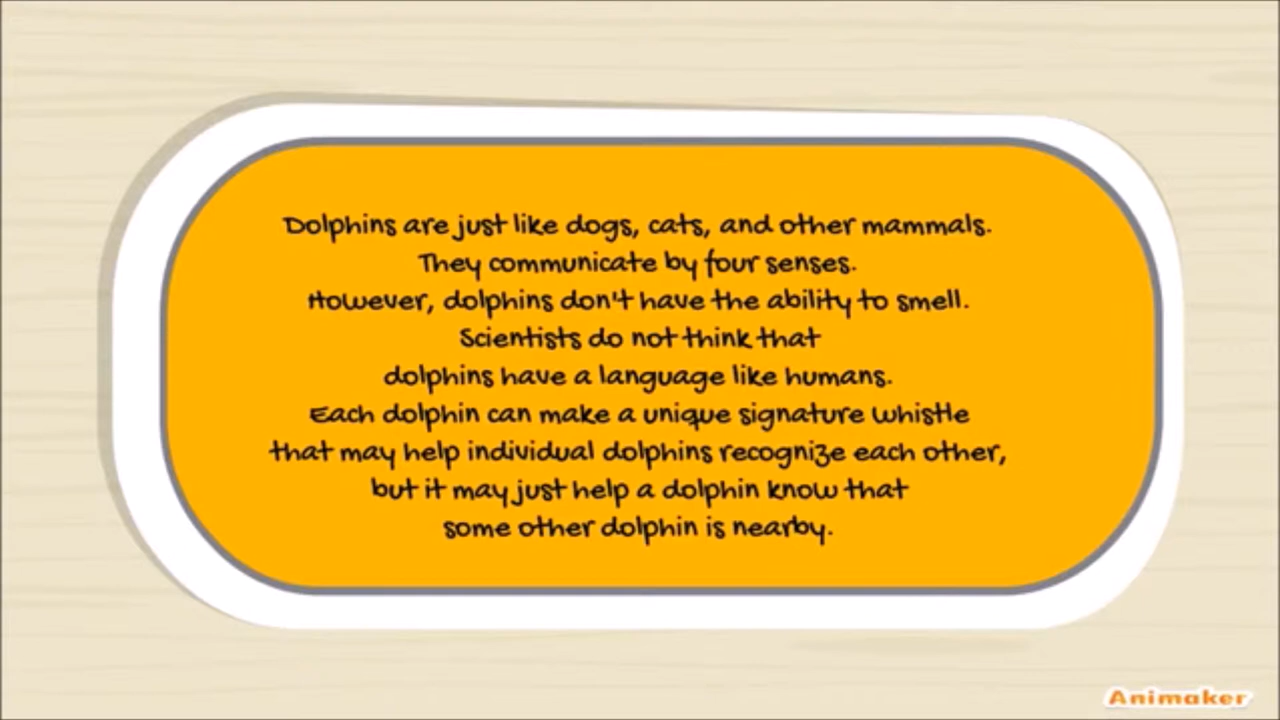 Dolphins are just like dogs, cats, and other mammals.
They communicate by four senses.
However, dolphins don't have the ability to smell.
Scientists do not think that
dolphins have a language like humans.
Each dolphin can make a unique signature whistle
that may help individual dolphins recognize each other,
but it may just help a dolphin know that
some other dolphin is nearby.
Animaker